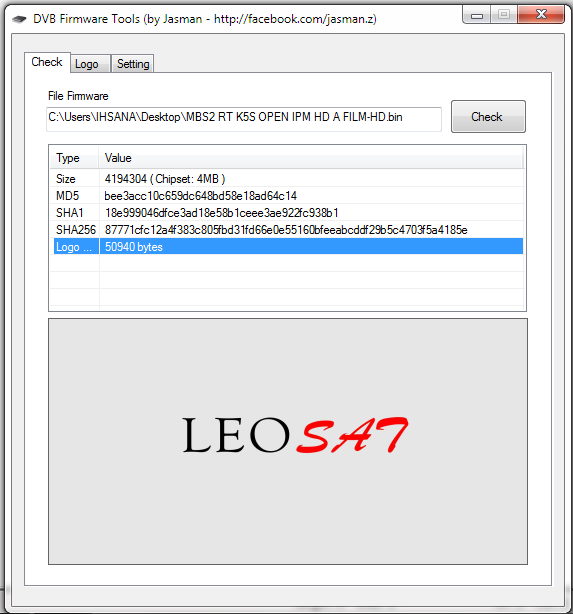 DVB Firmware Tools (by Jasman - http://facebook.com/jasman.z)
Check Logo Setting
File Firmware
C:\Users\IHSANA\Desktop\MBS2 RT K5S OPEN IPM HD A FILM-HD.bin Check
Type Value
Size 4194304 ( Chipset: 4MB )
MD5 bee3acc10c659dc648bd58e18ad64c14
SHA1 18e999046dfce3ad18e58b1ceee3ae922fc938b1
SHA256 87771cfc12a4f383c805fbd31fd66e0e55160bfeeabcddf29b5c4703f5a4185e
Logo ... 50940 bytes
LEOSAT